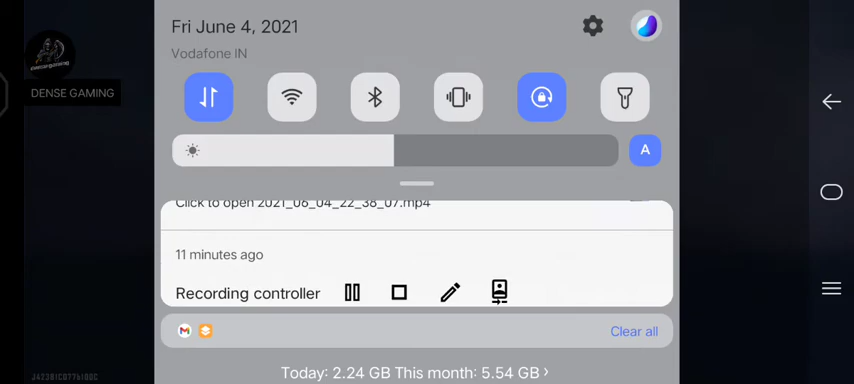 Fri June 4, 2021
Vodafone IN
DENSE GAMING
A
Click to open 2021_06_04_22_38_07.mp4
11 minutes ago
Recording controller
Clear all
Today: 2.24 GB This month: 5.54 GB ›